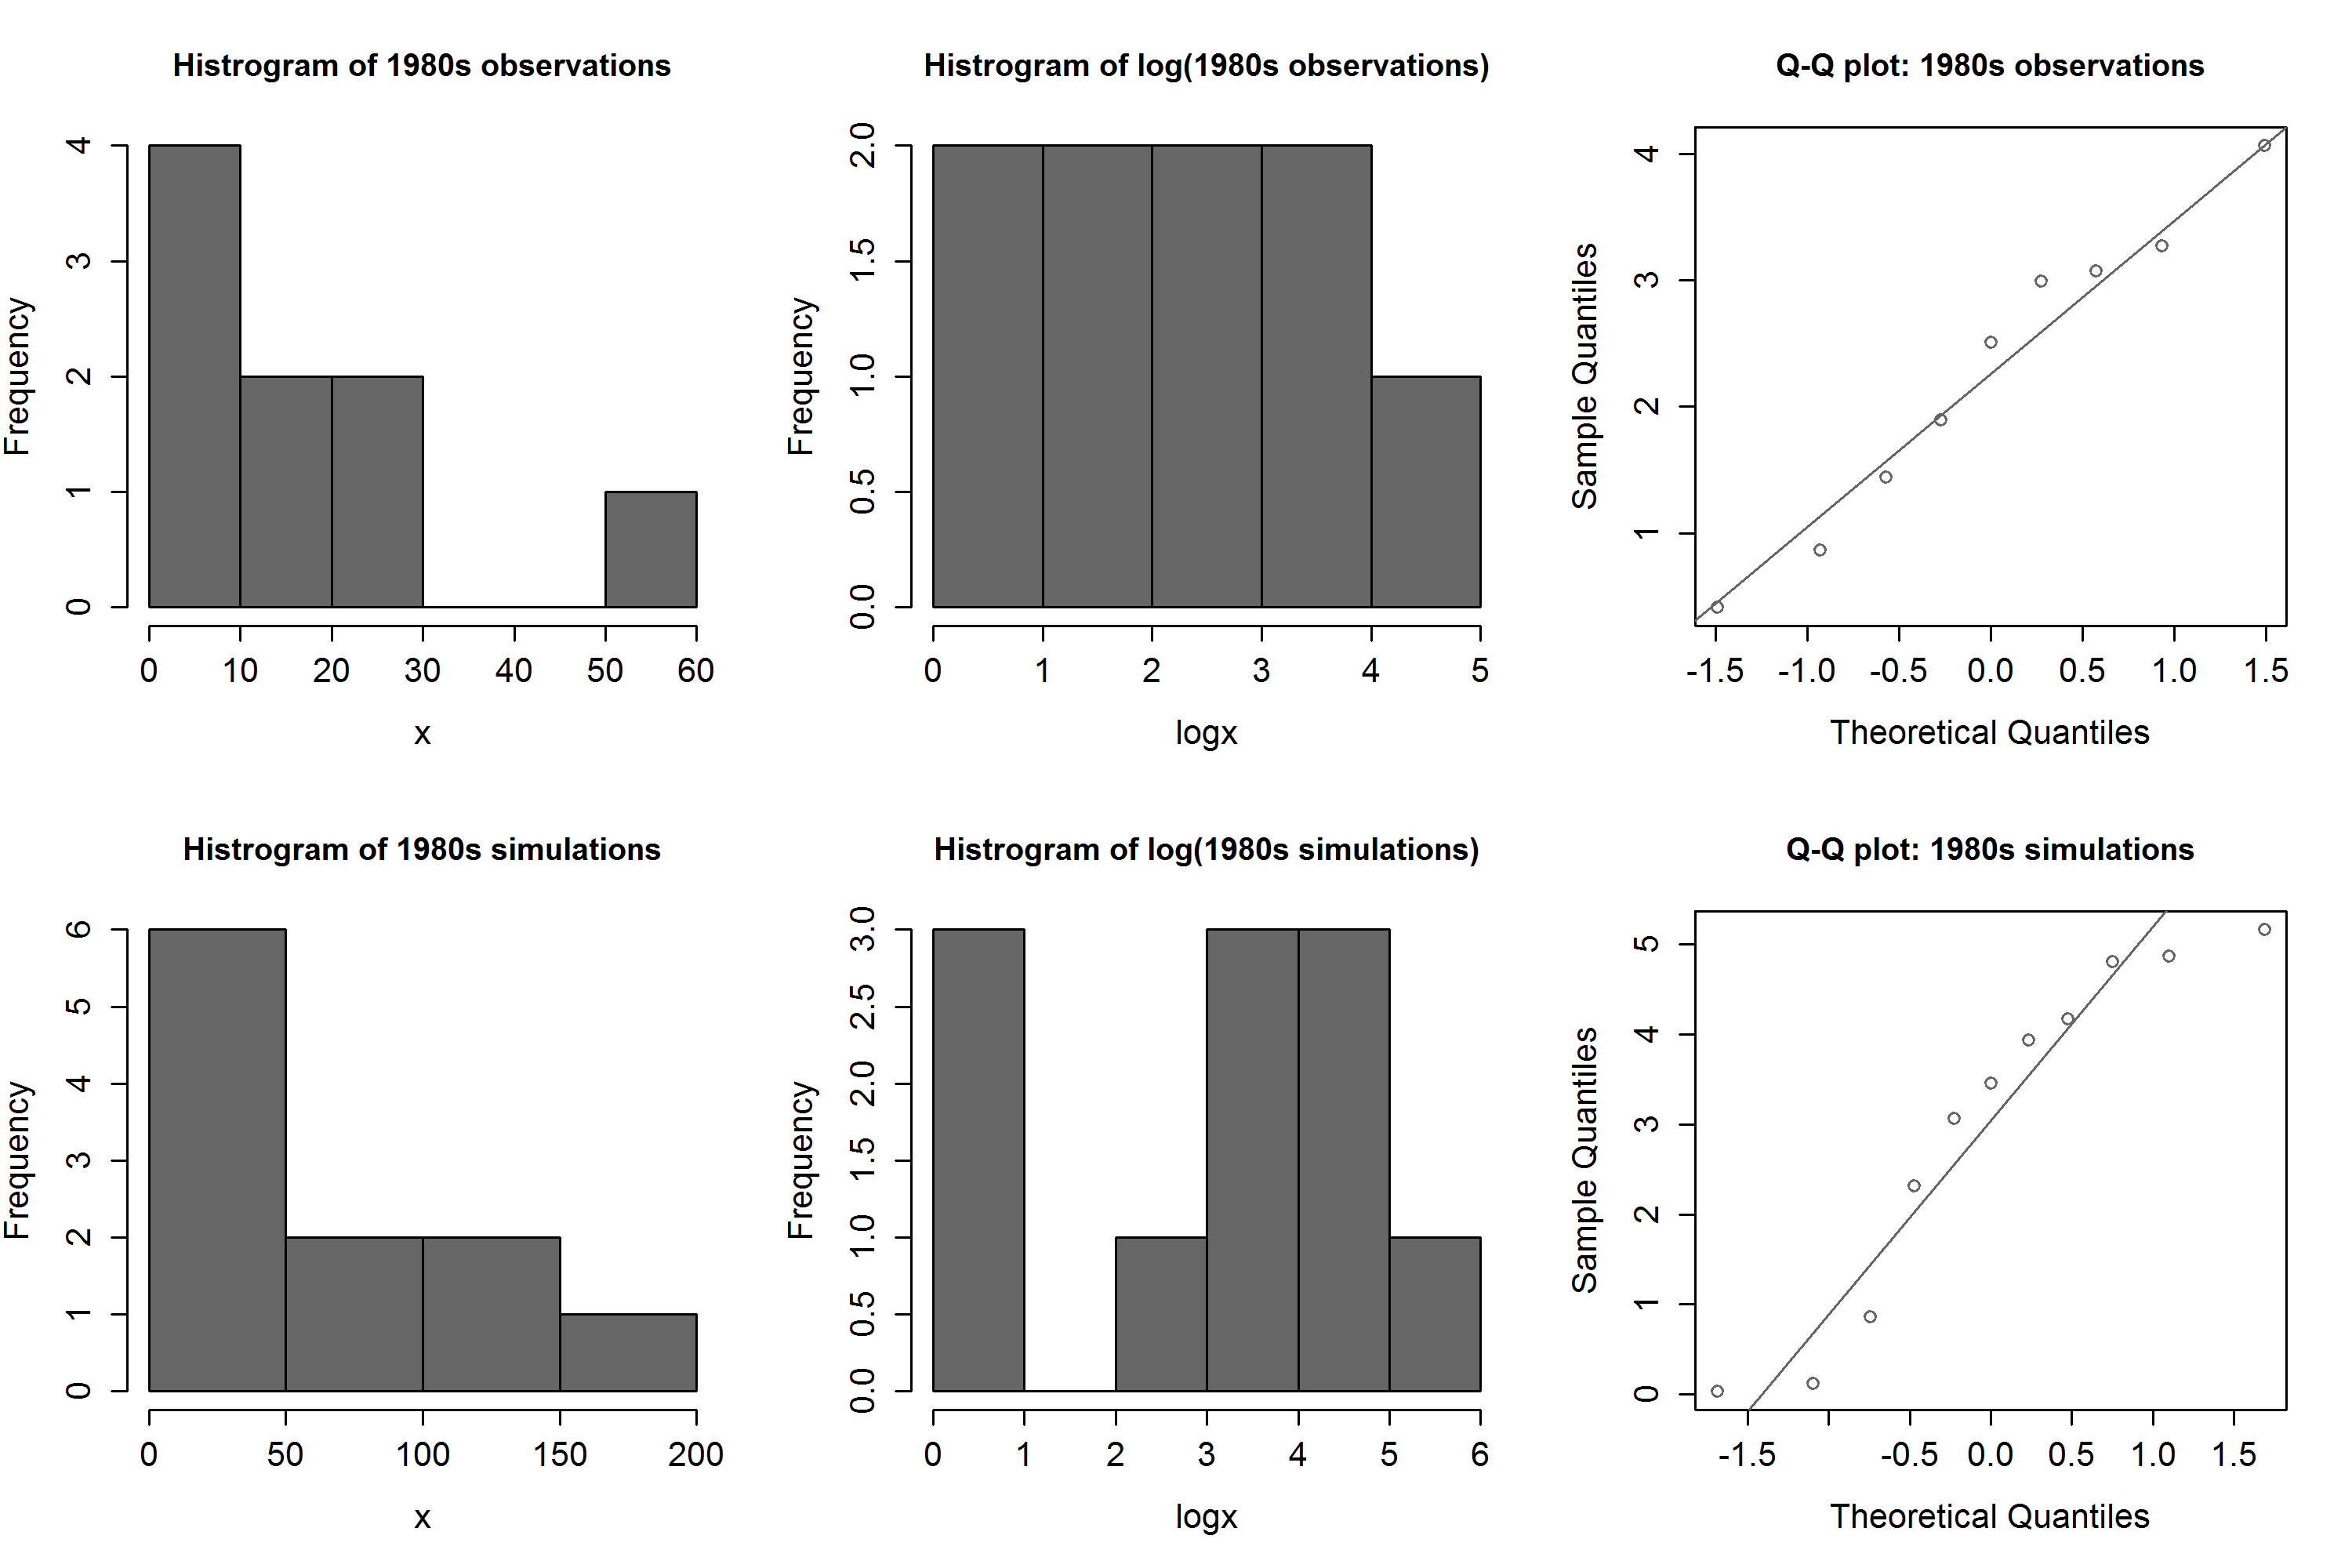 Histrogram of 1980s observations
Frequency
0 1 2 3 4
0 10 20 30 40 50 60
x
Histrogram of log(1980s observations)
Frequency
0.0 0.5 1.0 1.5 2.0
0 1 2 3 4 5
logx
Q-Q plot: 1980s observations
Sample Quantiles
1 2 3 4
-1.5 -1.0 -0.5 0.0 0.5 1.0 1.5
Theoretical Quantiles
Histrogram of 1980s simulations
Frequency
0 1 2 3 4 5 6
0 50 100 150 200
x
Histrogram of log(1980s simulations)
Frequency
0.0 0.5 1.0 1.5 2.0 2.5 3.0
0 1 2 3 4 5 6
logx
Q-Q plot: 1980s simulations
Sample Quantiles
0 1 2 3 4 5
-1.5 -0.5 0.0 0.5 1.0 1.5
Theoretical Quantiles